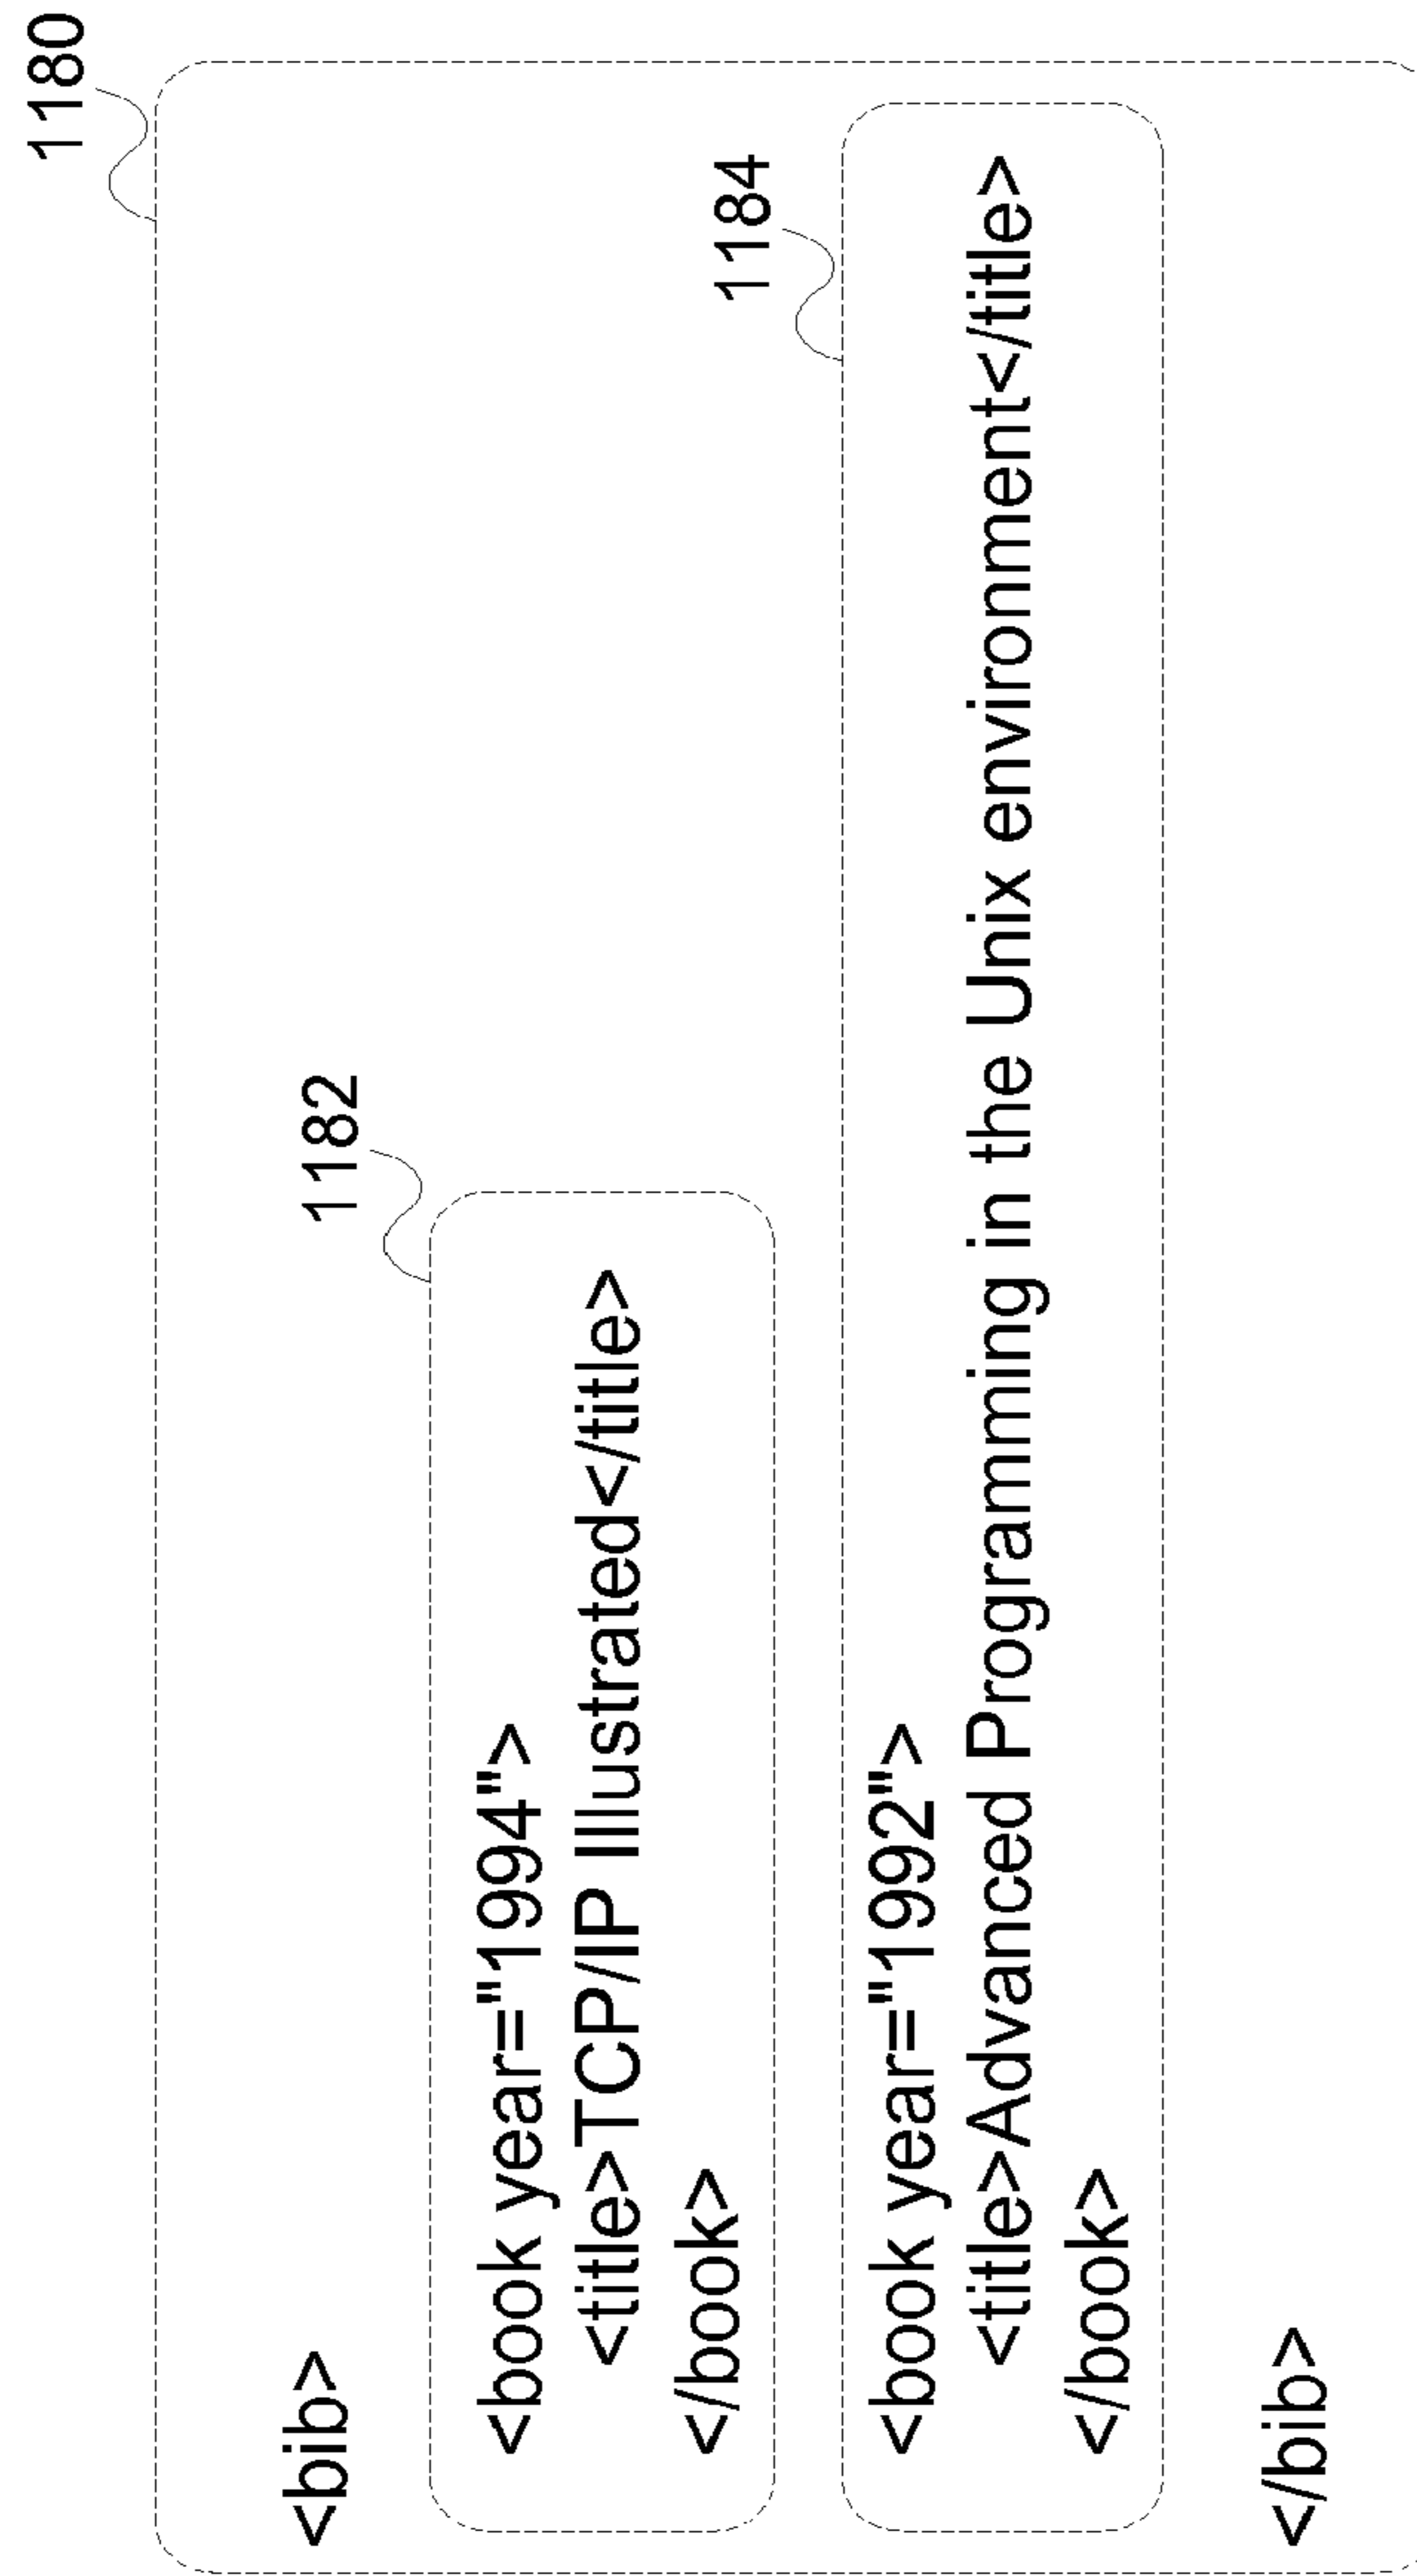 1180
<bib>
1182
<book year="1994">
<title>TCP/IP Illustrated</title>
</book>
1184
<book year="1992">
<title>Advanced Programming in the Unix environment</title>
</book>
</bib>